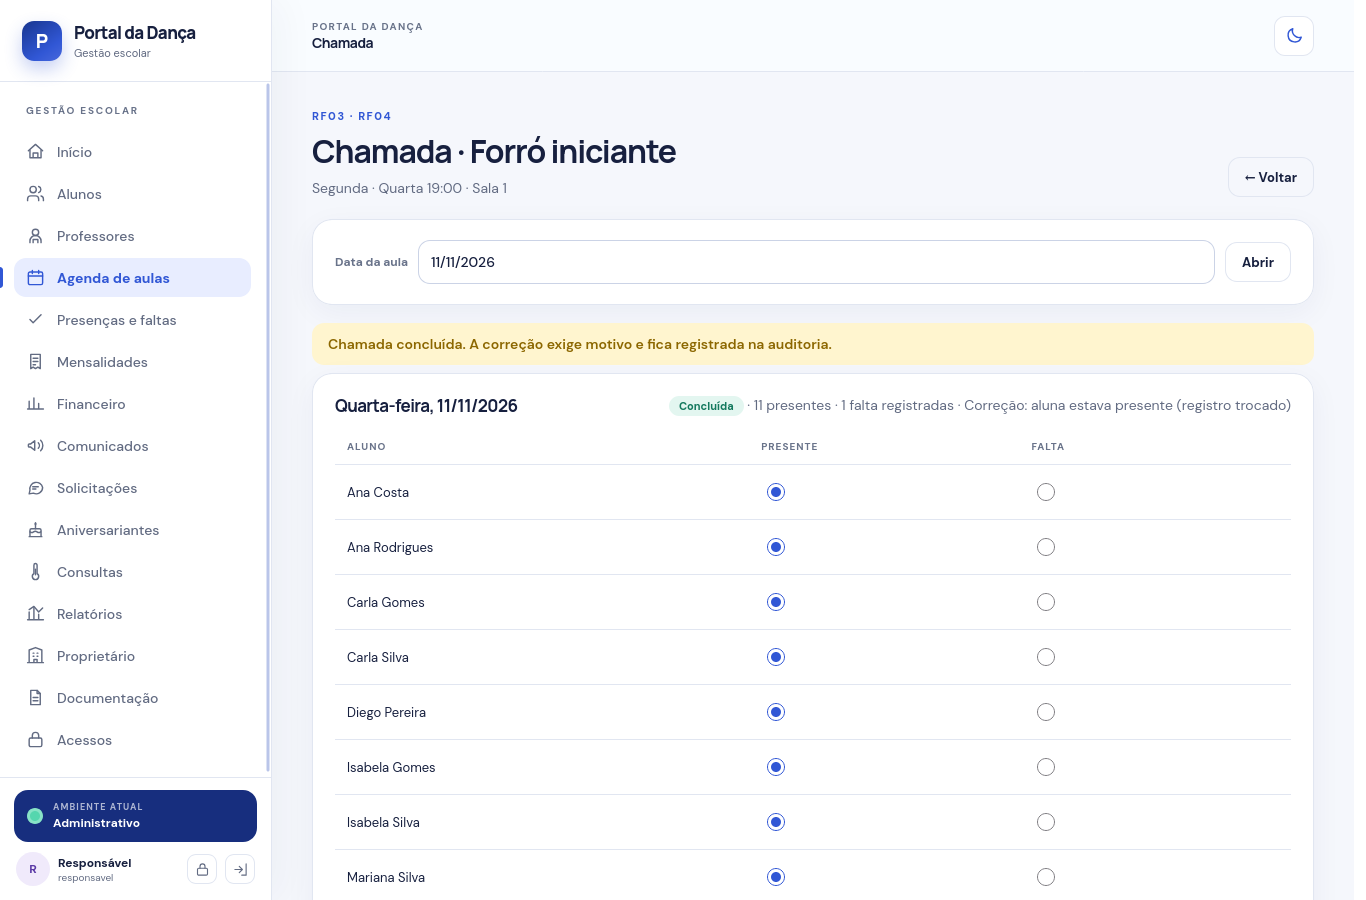 P
Portal da Dança
Gestão escolar
GESTÃO ESCOLAR
Início
Alunos
Professores
Agenda de aulas
Presenças e faltas
Mensalidades
Financeiro
Comunicados
Solicitações
Aniversariantes
Consultas
Relatórios
Proprietário
Documentação
Acessos
AMBIENTE ATUAL
Administrativo
R
Responsável
responsavel
PORTAL DA DANÇA
Chamada
RF03 · RF04
Chamada · Forró iniciante
Segunda · Quarta 19:00 · Sala 1
← Voltar
Data da aula 11/11/2026 Abrir
Chamada concluída. A correção exige motivo e fica registrada na auditoria.
Quarta-feira, 11/11/2026 Concluída · 11 presentes · 1 falta registradas · Correção: aluna estava presente (registro trocado)
ALUNO PRESENTE FALTA
Ana Costa
Ana Rodrigues
Carla Gomes
Carla Silva
Diego Pereira
Isabela Gomes
Isabela Silva
Mariana Silva